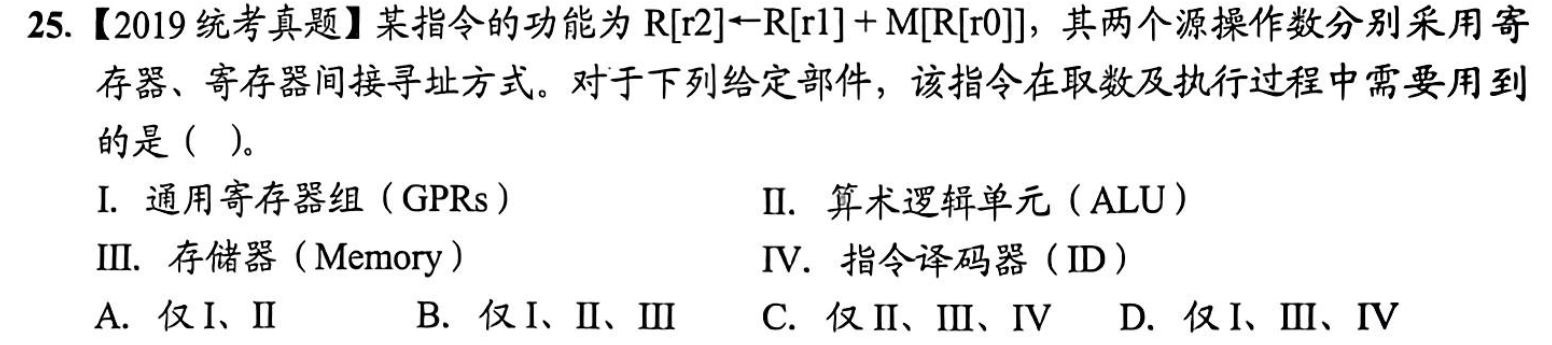 25.【2019 统考真题】某指令的功能为 R[r2]←R[r1] + M[R[r0]]，其两个源操作数分别采用寄
存器、寄存器间接寻址方式。对于下列给定部件，该指令在取数及执行过程中需要用到
的是（ ）。
I. 通用寄存器组（GPRs） II. 算术逻辑单元（ALU）
III. 存储器（Memory） IV. 指令译码器（ID）
A. 仅 I、II B. 仅 I、II、III C. 仅 II、III、IV D. 仅 I、III、IV